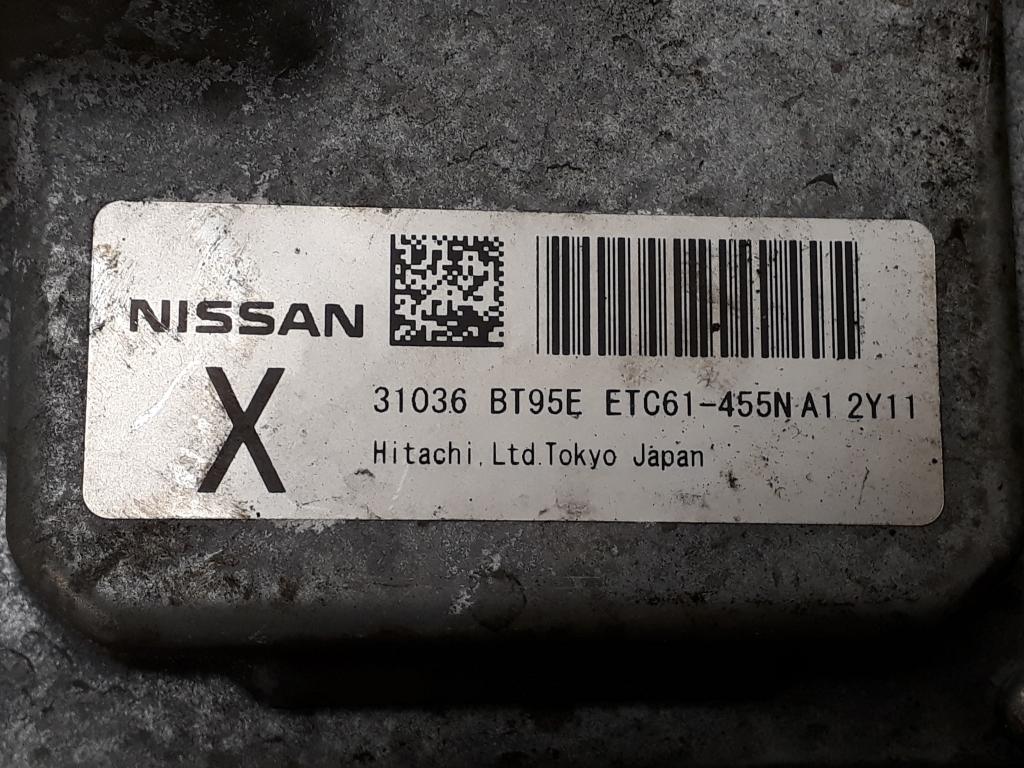 NISSAN
X
31036 BT95E ETC61-455N A1 2Y11
Hitachi, Ltd. Tokyo Japan